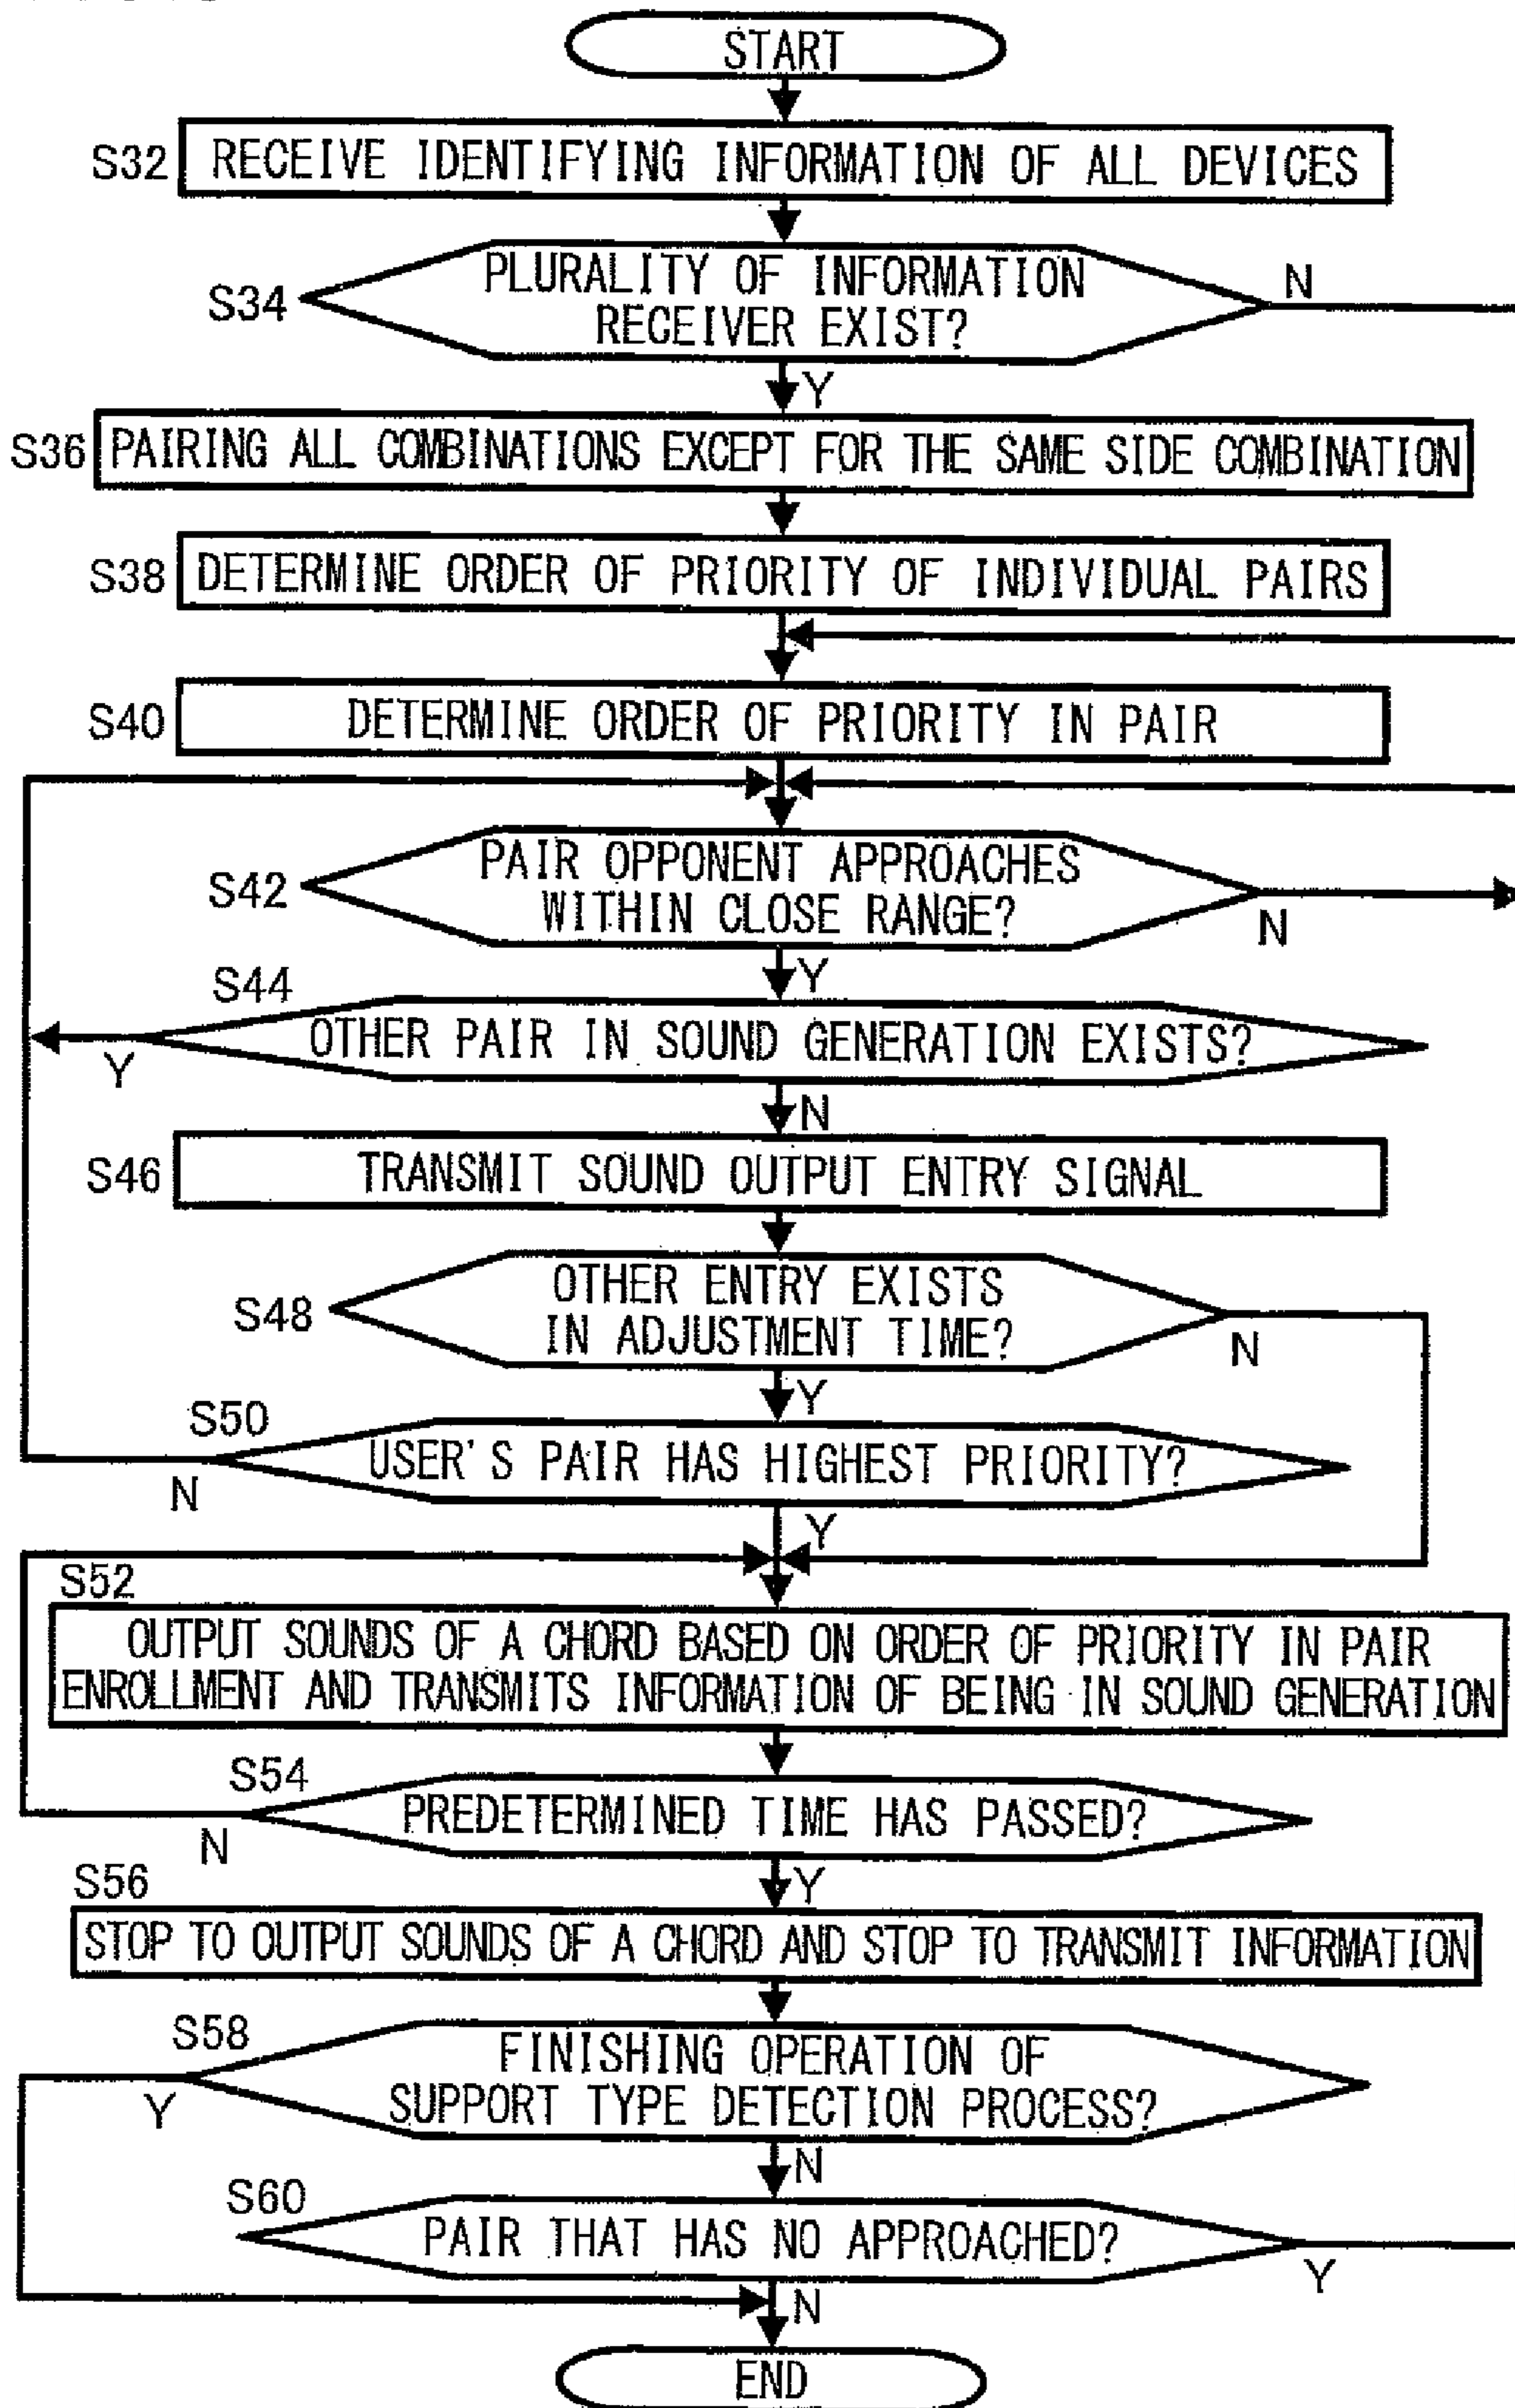 START
S32 RECEIVE IDENTIFYING INFORMATION OF ALL DEVICES
S34
PLURALITY OF INFORMATION
RECEIVER EXIST?
N
Y
S36 PAIRING ALL COMBINATIONS EXCEPT FOR THE SAME SIDE COMBINATION
S38 DETERMINE ORDER OF PRIORITY OF INDIVIDUAL PAIRS
S40 DETERMINE ORDER OF PRIORITY IN PAIR
S42
PAIR OPPONENT APPROACHES
WITHIN CLOSE RANGE?
N
Y
S44
OTHER PAIR IN SOUND GENERATION EXISTS?
Y
N
S46 TRANSMIT SOUND OUTPUT ENTRY SIGNAL
S48
OTHER ENTRY EXISTS
IN ADJUSTMENT TIME?
N
Y
S50
USER'S PAIR HAS HIGHEST PRIORITY?
N
Y
S52
OUTPUT SOUNDS OF A CHORD BASED ON ORDER OF PRIORITY IN PAIR
ENROLLMENT AND TRANSMITS INFORMATION OF BEING IN SOUND GENERATION
S54
PREDETERMINED TIME HAS PASSED?
N
Y
S56
STOP TO OUTPUT SOUNDS OF A CHORD AND STOP TO TRANSMIT INFORMATION
S58
FINISHING OPERATION OF
SUPPORT TYPE DETECTION PROCESS?
Y
N
S60
PAIR THAT HAS NO APPROACHED?
Y
N
END